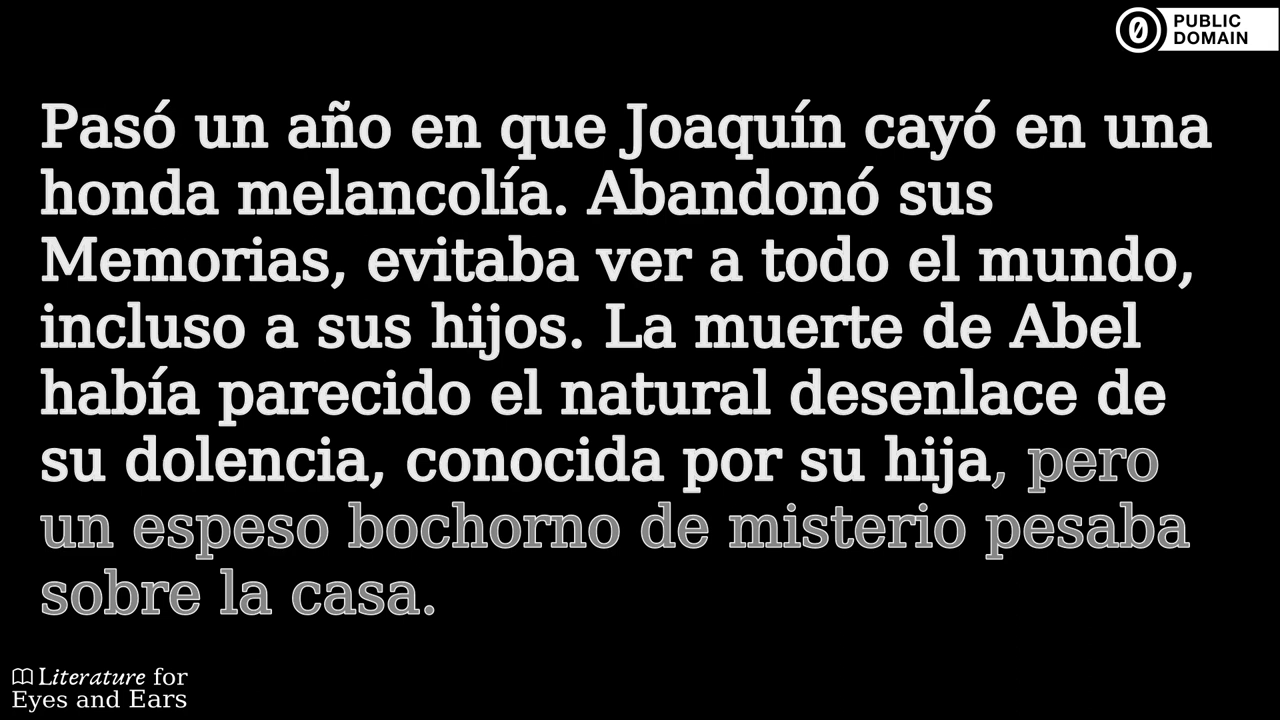 PUBLIC
DOMAIN
Pasó un año en que Joaquín cayó en una
honda melancolía. Abandonó sus
Memorias, evitaba ver a todo el mundo,
incluso a sus hijos. La muerte de Abel
había parecido el natural desenlace de
su dolencia, conocida por su hija, pero
un espeso bochorno de misterio pesaba
sobre la casa.
Literature for
Eyes and Ears